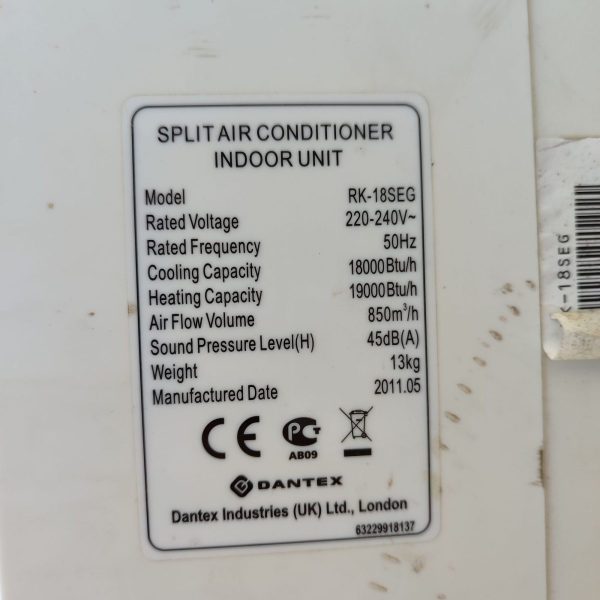 SPLIT AIR CONDITIONER
INDOOR UNIT
Model RK-18SEG
Rated Voltage 220-240V~
Rated Frequency 50Hz
Cooling Capacity 18000Btu/h
Heating Capacity 19000Btu/h
Air Flow Volume 850m³/h
Sound Pressure Level(H) 45dB(A)
Weight 13kg
Manufactured Date 2011.05
CE PCT
AB09
DANTEX
Dantex Industries (UK) Ltd., London
63229918137
K-18SEG